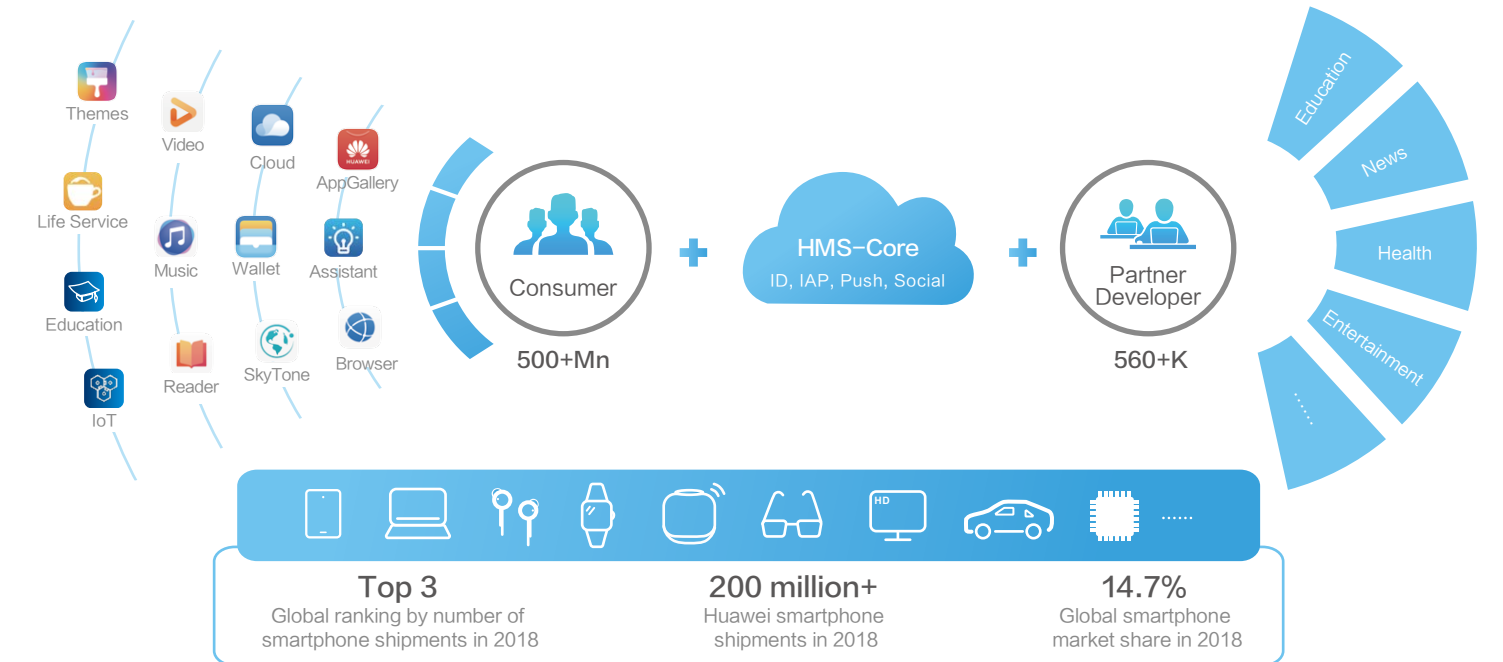 Themes
Life Service
Education
IoT
Video
Music
Reader
Cloud
Wallet
SkyTone
HUAWEI
AppGallery
Assistant
Browser
Consumer
500+Mn
HMS-Core
ID, IAP, Push, Social
Partner
Developer
560+K
Education
News
Health
Entertainment
......
HD
......
Top 3
Global ranking by number of
smartphone shipments in 2018
200 million+
Huawei smartphone
shipments in 2018
14.7%
Global smartphone
market share in 2018